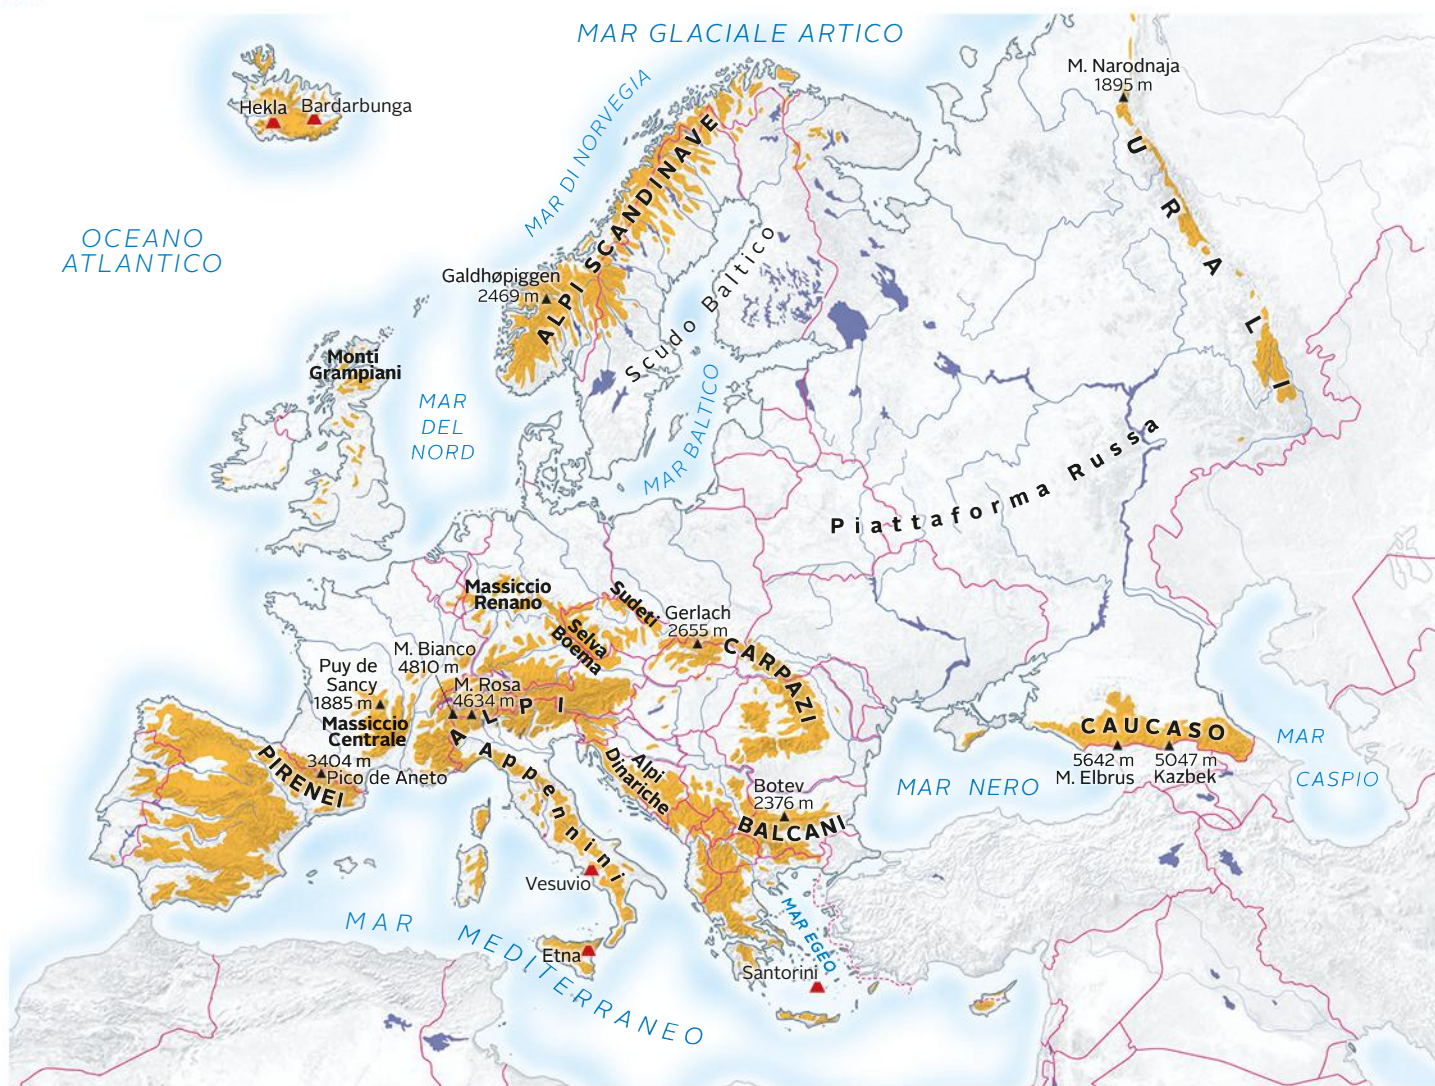 MAR GLACIALE ARTICO
M. Narodnaja
1895 m
Hekla
Bardarbunga
MAR DI NORVEGIA
URALI
ALPI SCANDINAVE
OCEANO
ATLANTICO
Galdhøpiggen
2469 m
Scudo Baltico
Monti
Grampiani
MAR
DEL
NORD
MAR BALTICO
Piattaforma Russa
Massiccio
Renano
Sudeti
Gerlach
2655 m
Selva
Boema
CARPAZI
M. Bianco
4810 m
Puy de
Sancy
1885 m
M. Rosa
4634 m
ALPI
Massiccio
Centrale
PIRENEI
3404 m
Pico de Aneto
Appennini
Alpi
Dinariche
Botev
2376 m
BALCANI
MAR NERO
CAUCASO
5642 m
M. Elbrus
5047 m
Kazbek
MAR
CASPIO
Vesuvio
MAR EGEO
MAR MEDITERRANEO
Etna
Santorini